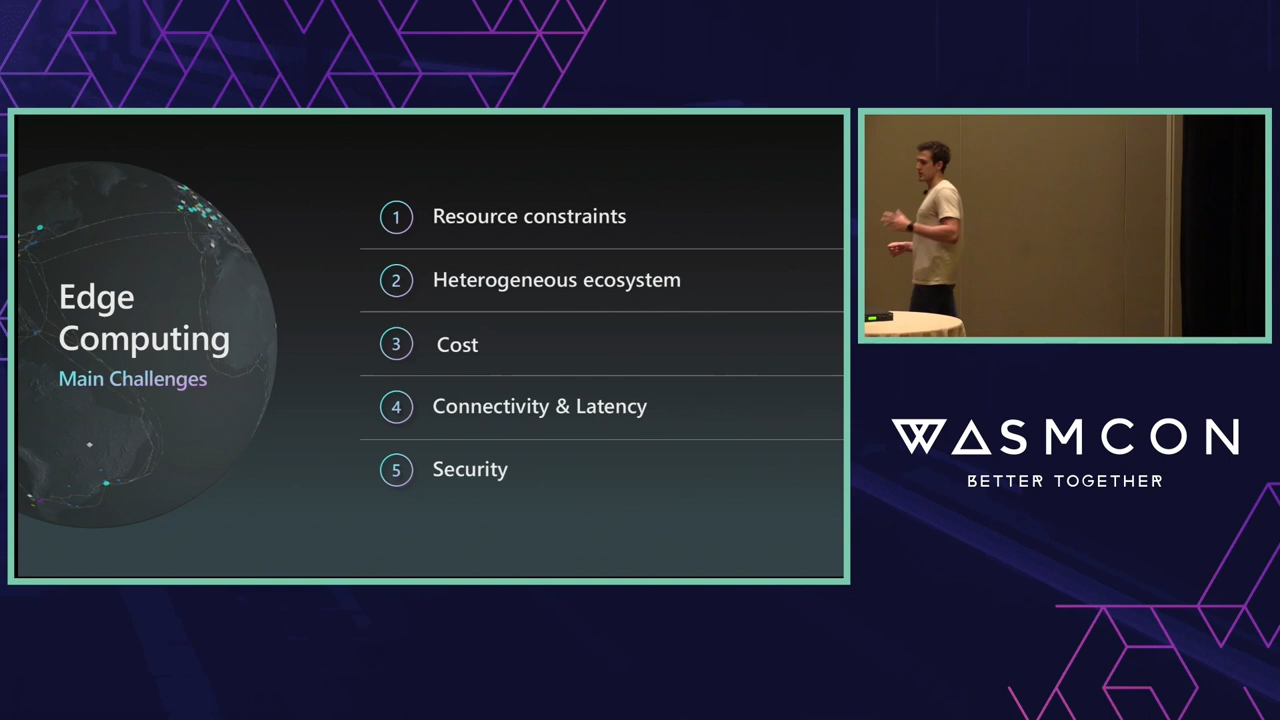 Edge
Computing
Main Challenges
1 Resource constraints
2 Heterogeneous ecosystem
3 Cost
4 Connectivity & Latency
5 Security
WASMCON
BETTER TOGETHER